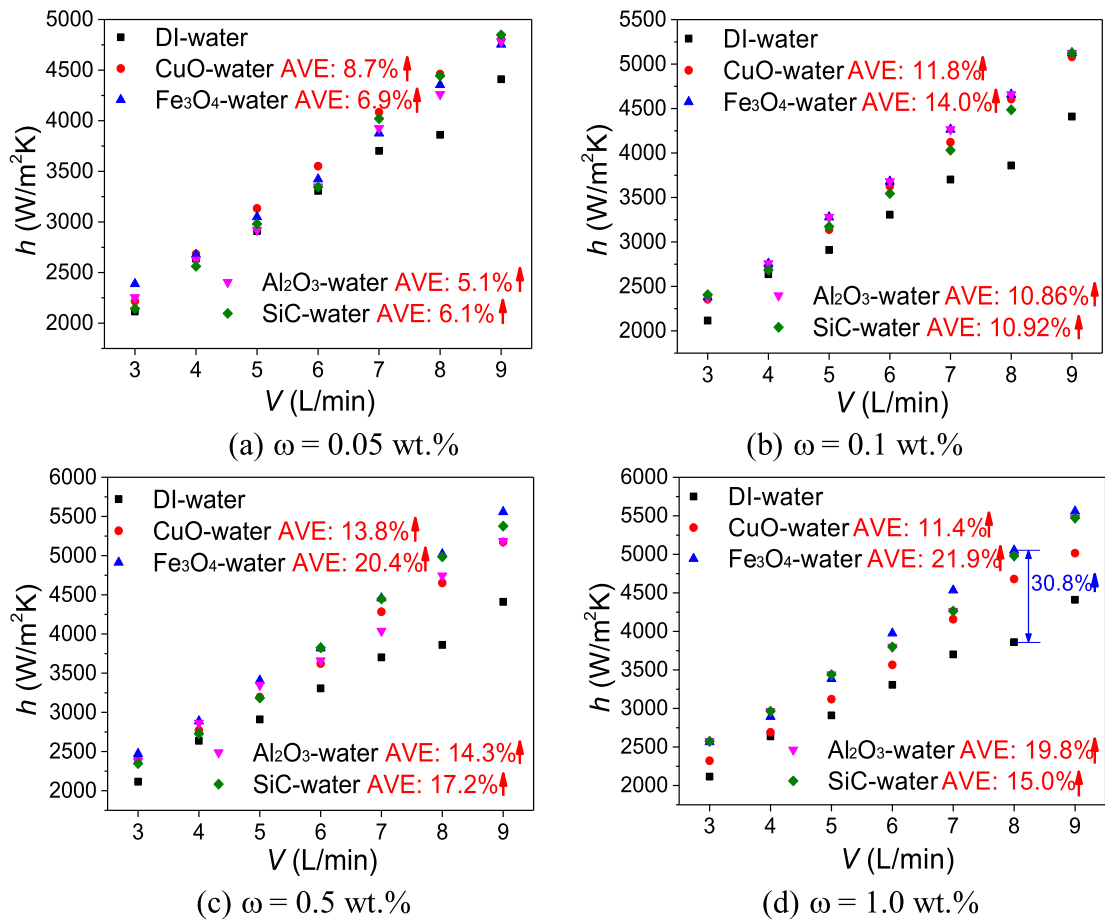 5000
4500
4000
3500
3000
2500
2000
h (W/m²K)
DI-water
CuO-water AVE: 8.7%
Fe₃O₄-water AVE: 6.9%
Al₂O₃-water AVE: 5.1%
SiC-water AVE: 6.1%
3 4 5 6 7 8 9
V (L/min)
(a) ω = 0.05 wt.%
5500
5000
4500
4000
3500
3000
2500
2000
h (W/m²K)
DI-water
CuO-water AVE: 11.8%
Fe₃O₄-water AVE: 14.0%
Al₂O₃-water AVE: 10.86%
SiC-water AVE: 10.92%
3 4 5 6 7 8 9
V (L/min)
(b) ω = 0.1 wt.%
6000
5500
5000
4500
4000
3500
3000
2500
2000
h (W/m²K)
DI-water
CuO-water AVE: 13.8%
Fe₃O₄-water AVE: 20.4%
Al₂O₃-water AVE: 14.3%
SiC-water AVE: 17.2%
3 4 5 6 7 8 9
V (L/min)
(c) ω = 0.5 wt.%
6000
5500
5000
4500
4000
3500
3000
2500
2000
h (W/m²K)
DI-water
CuO-water AVE: 11.4%
Fe₃O₄-water AVE: 21.9%
30.8%
Al₂O₃-water AVE: 19.8%
SiC-water AVE: 15.0%
3 4 5 6 7 8 9
V (L/min)
(d) ω = 1.0 wt.%